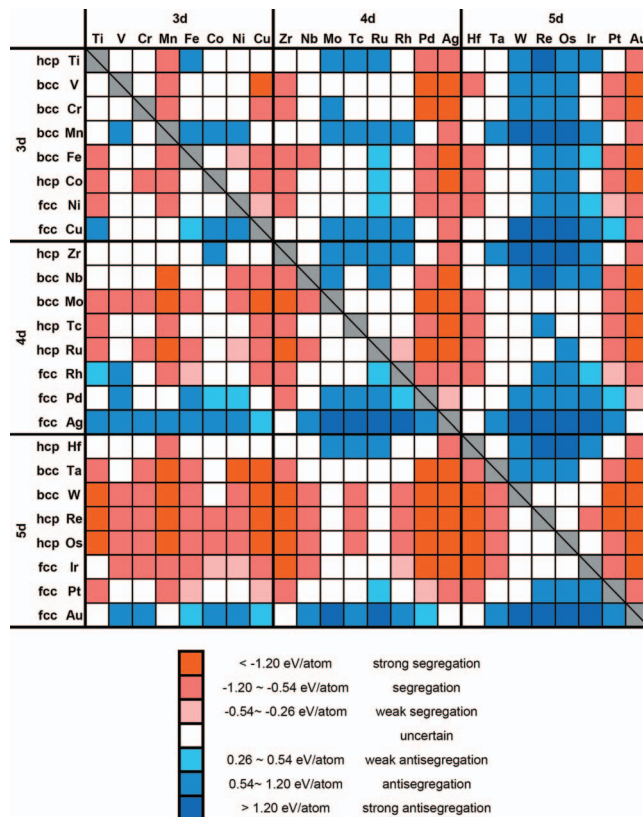 3d 4d 5d
Ti V Cr Mn Fe Co Ni Cu Zr Nb Mo Tc Ru Rh Pd Ag Hf Ta W Re Os Ir Pt Au
3d
hcp Ti
bcc V
bcc Cr
bcc Mn
bcc Fe
hcp Co
fcc Ni
fcc Cu
4d
hcp Zr
bcc Nb
bcc Mo
hcp Tc
hcp Ru
fcc Rh
fcc Pd
fcc Ag
5d
hcp Hf
bcc Ta
bcc W
hcp Re
hcp Os
fcc Ir
fcc Pt
fcc Au
< -1.20 eV/atom strong segregation
-1.20 ~ -0.54 eV/atom segregation
-0.54~ -0.26 eV/atom weak segregation
uncertain
0.26 ~ 0.54 eV/atom weak antisegregation
0.54~ 1.20 eV/atom antisegregation
> 1.20 eV/atom strong antisegregation